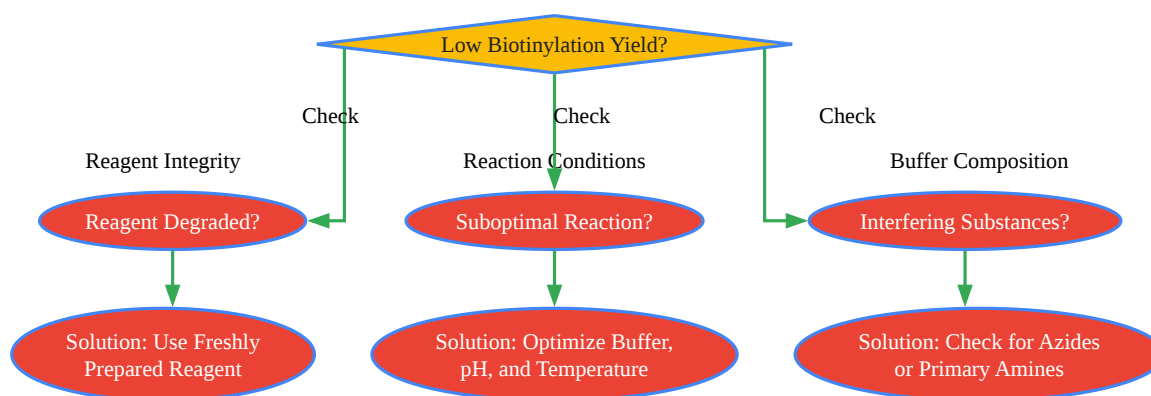 Low Biotinylation Yield?
Check
Check
Check
Reagent Integrity
Reaction Conditions
Buffer Composition
Reagent Degraded?
Suboptimal Reaction?
Interfering Substances?
Solution: Use Freshly
Prepared Reagent
Solution: Optimize Buffer,
pH, and Temperature
Solution: Check for Azides
or Primary Amines